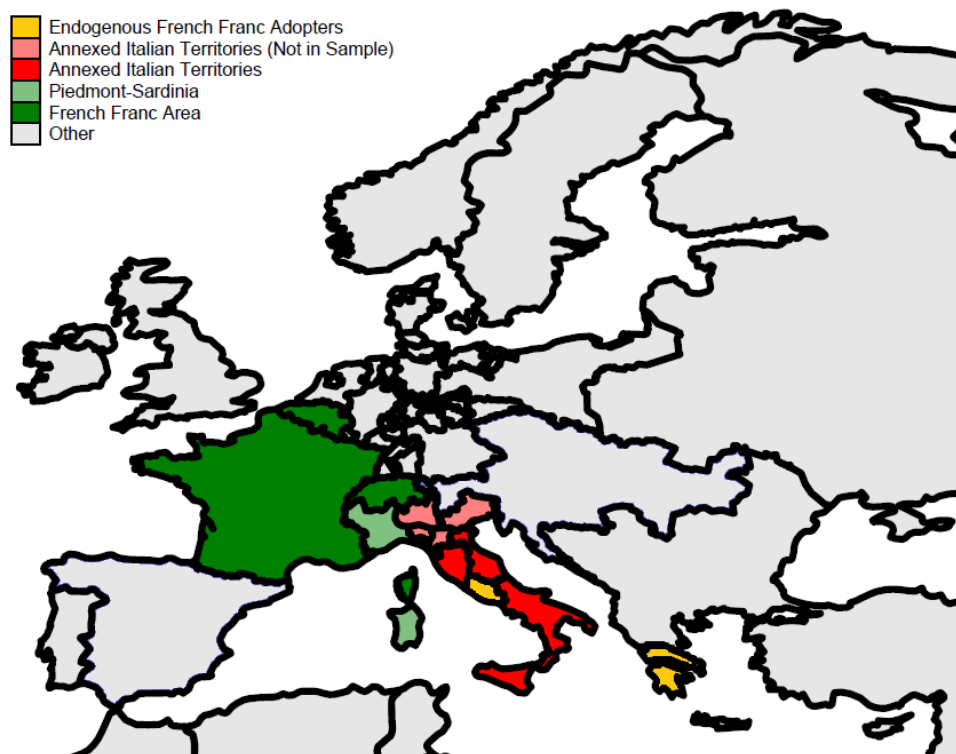 Endogenous French Franc Adopters
Annexed Italian Territories (Not in Sample)
Annexed Italian Territories
Piedmont-Sardinia
French Franc Area
Other